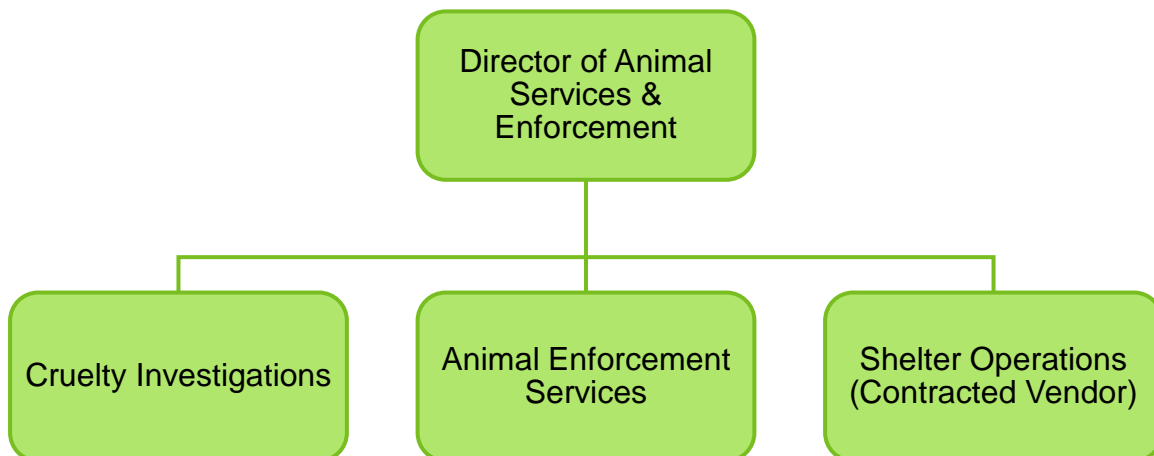 Director of Animal
Services &
Enforcement
Cruelty Investigations
Animal Enforcement
Services
Shelter Operations
(Contracted Vendor)